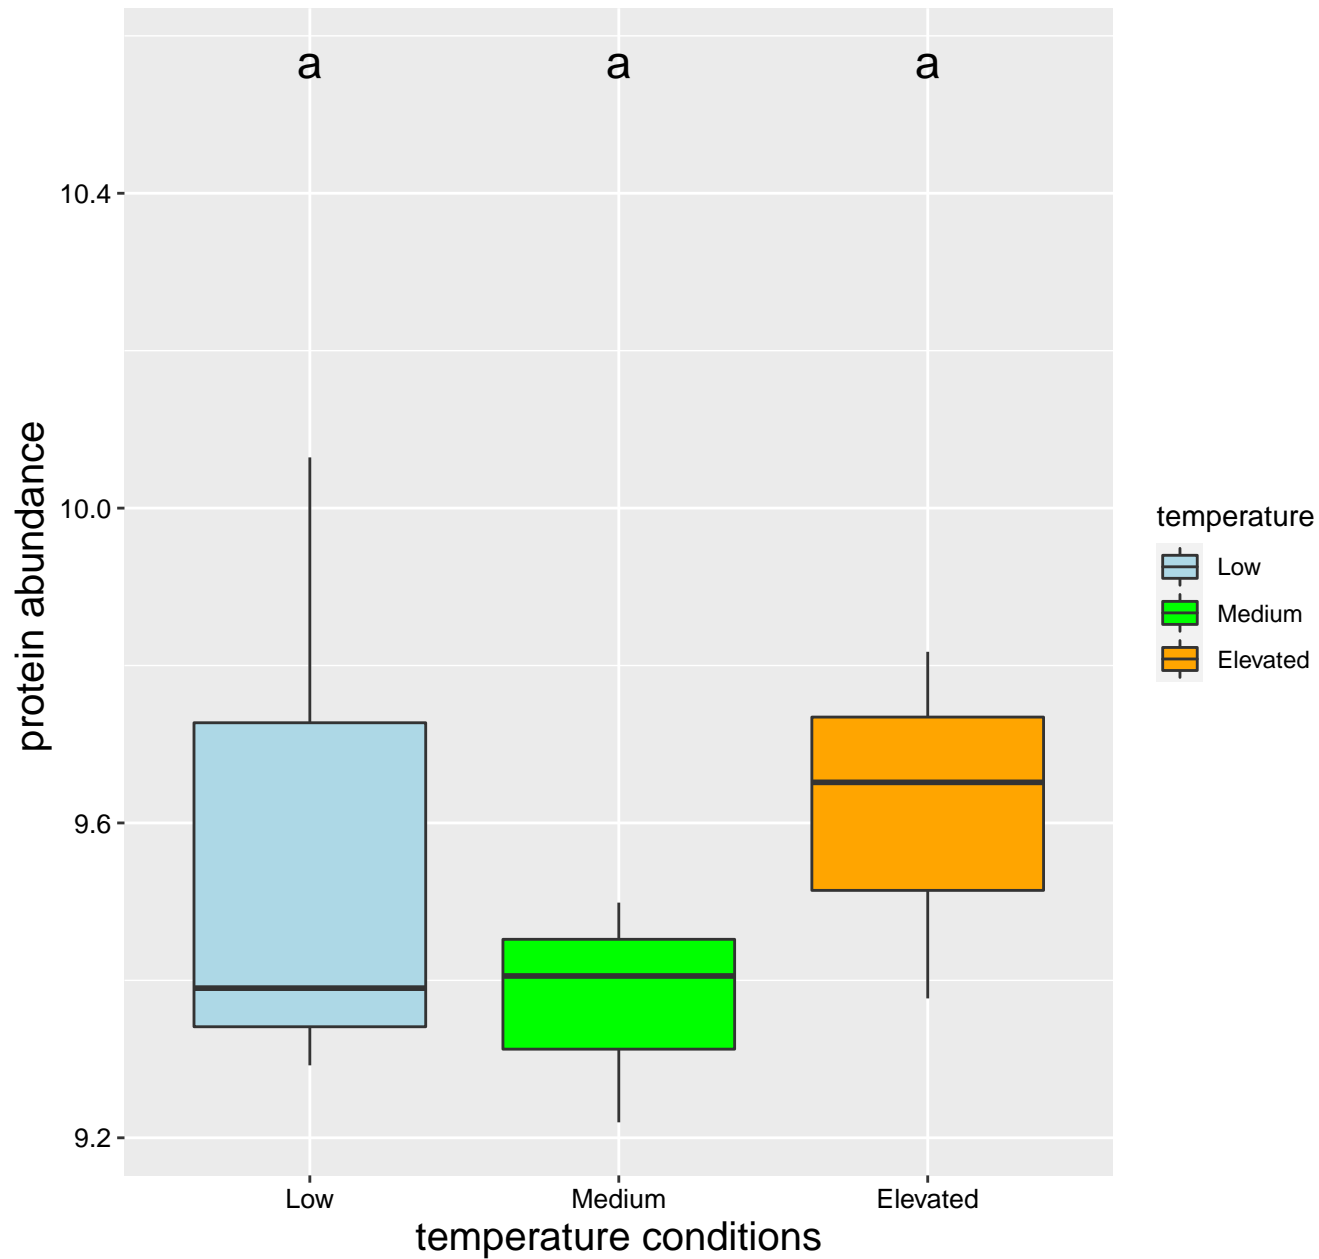 a a a
10.4
10.0
9.6
9.2
protein abundance
Low Medium Elevated
temperature conditions
temperature
Low
Medium
Elevated